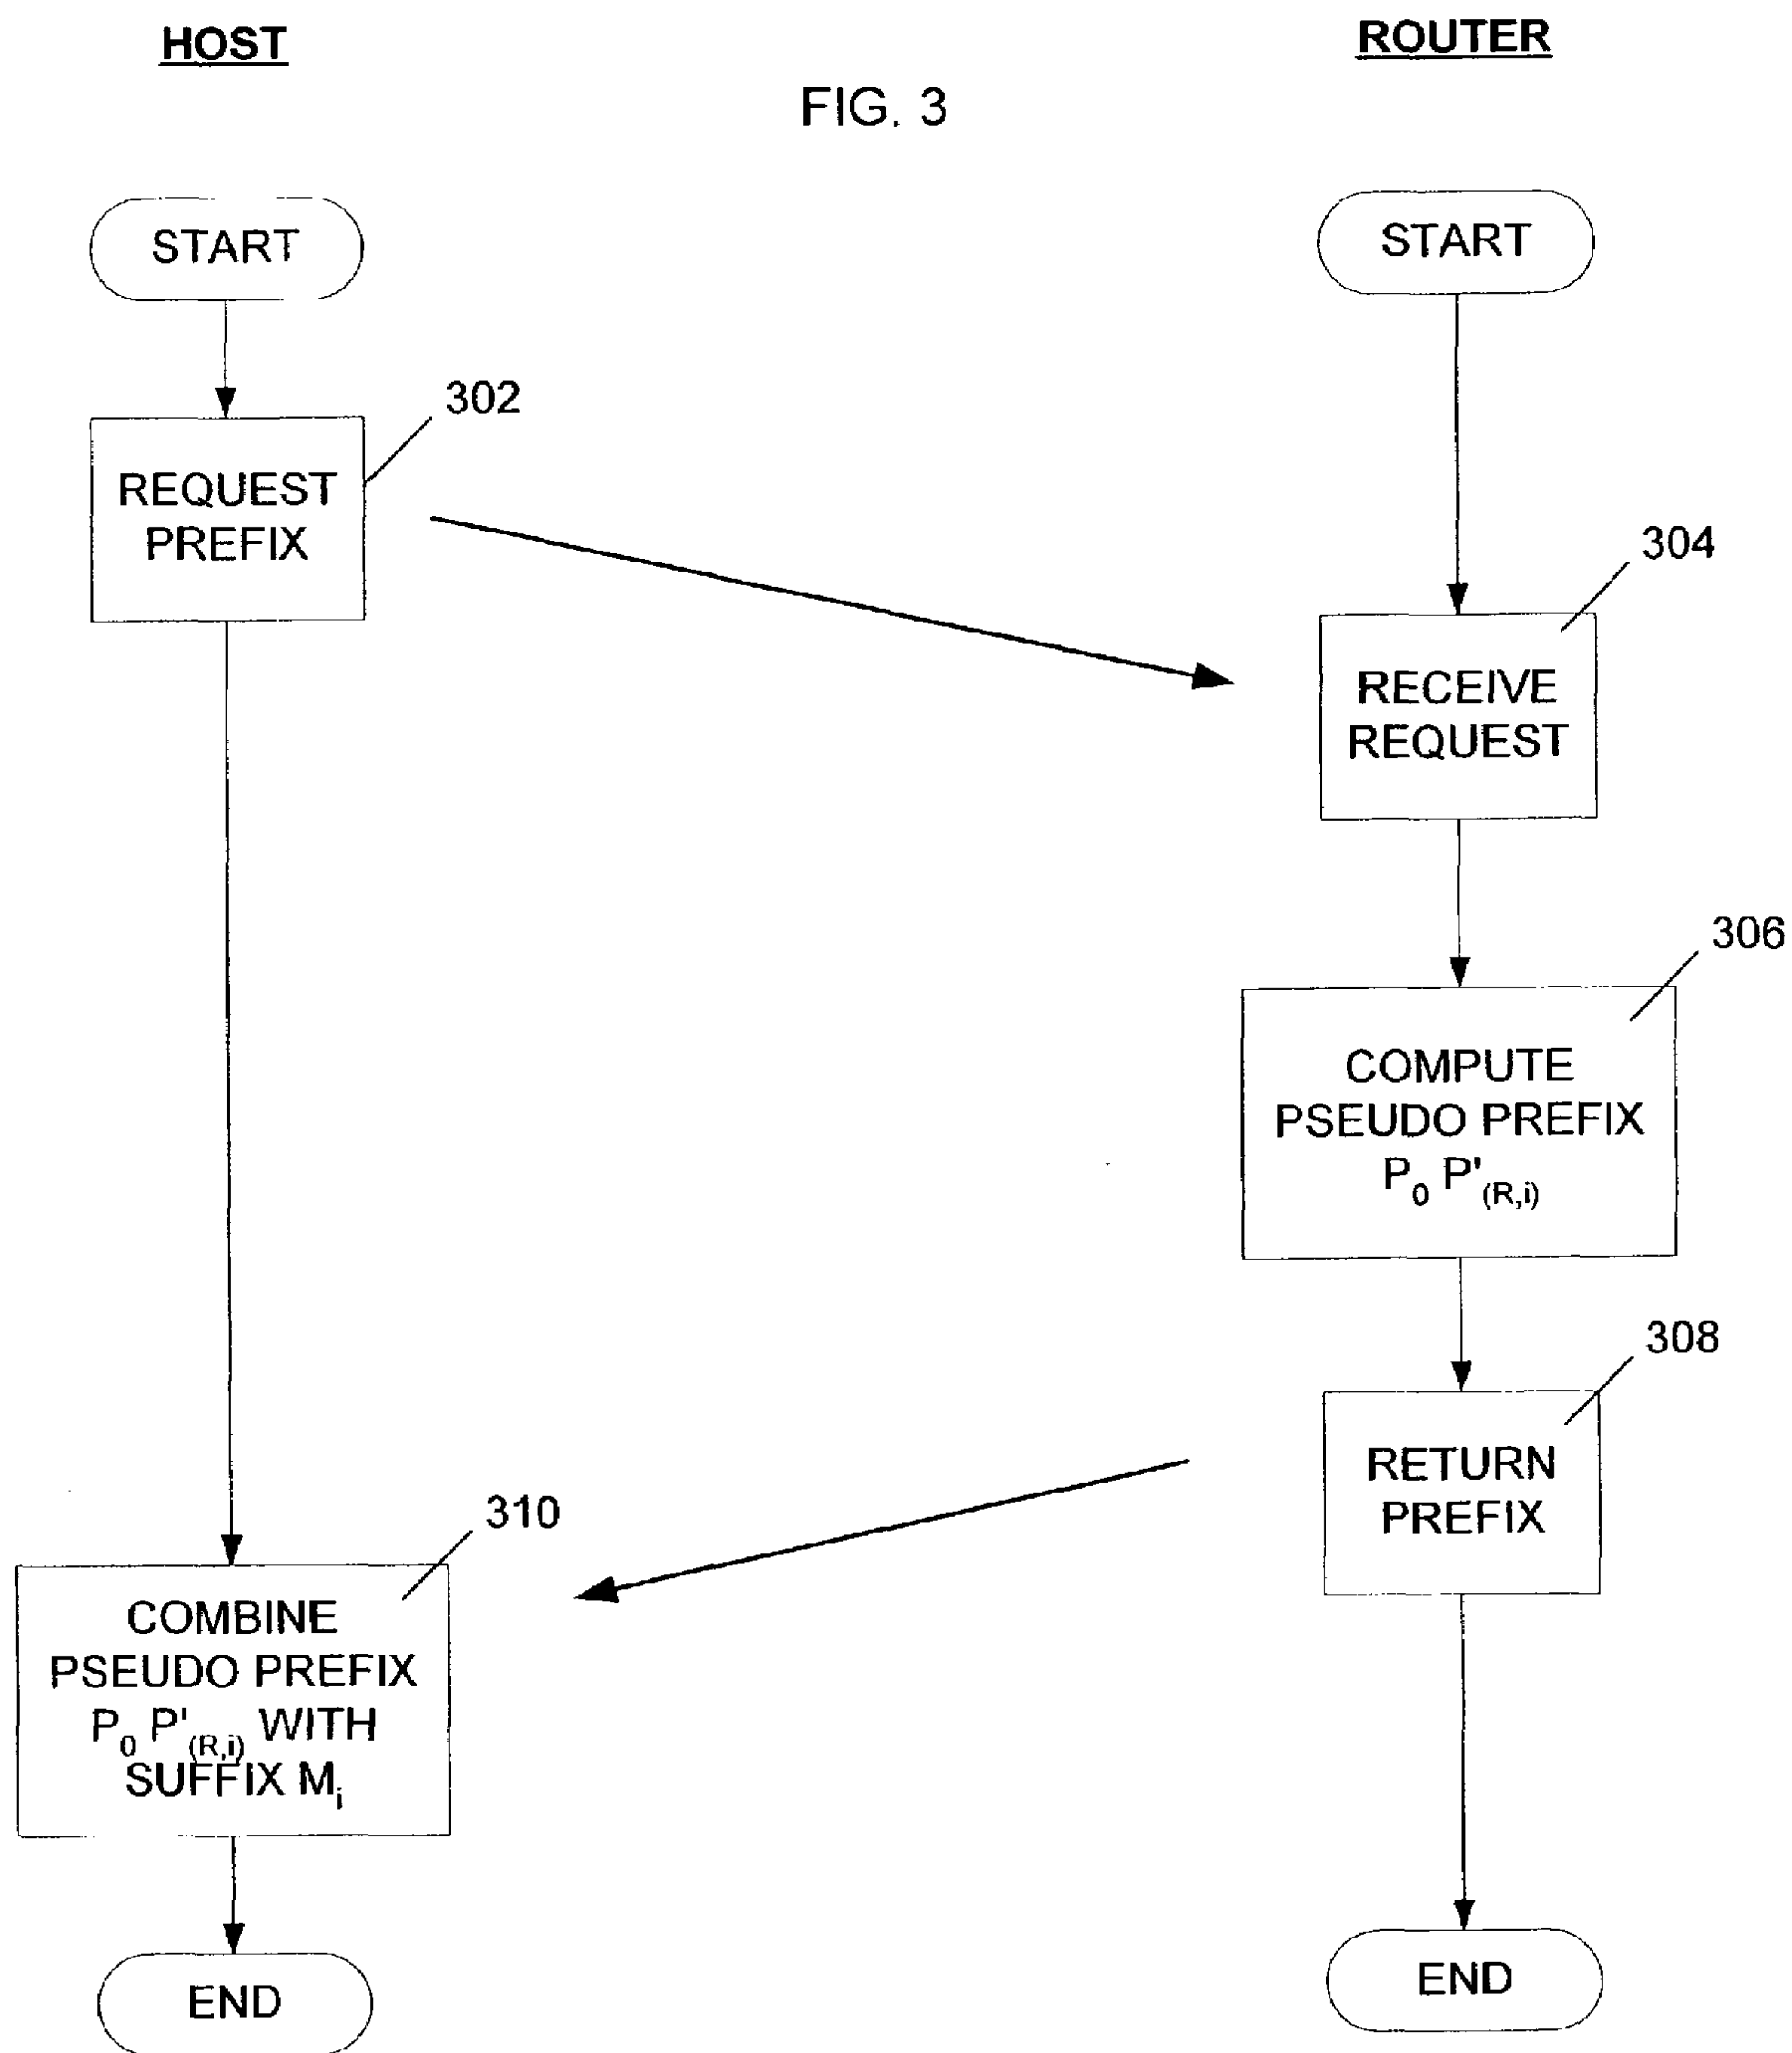 HOST
ROUTER
FIG. 3
START
START
302
REQUEST
PREFIX
304
RECEIVE
REQUEST
306
COMPUTE
PSEUDO PREFIX
P₀ P'₍R,i₎
308
RETURN
PREFIX
310
COMBINE
PSEUDO PREFIX
P₀ P'₍R,i₎ WITH
SUFFIX Mᵢ
END
END